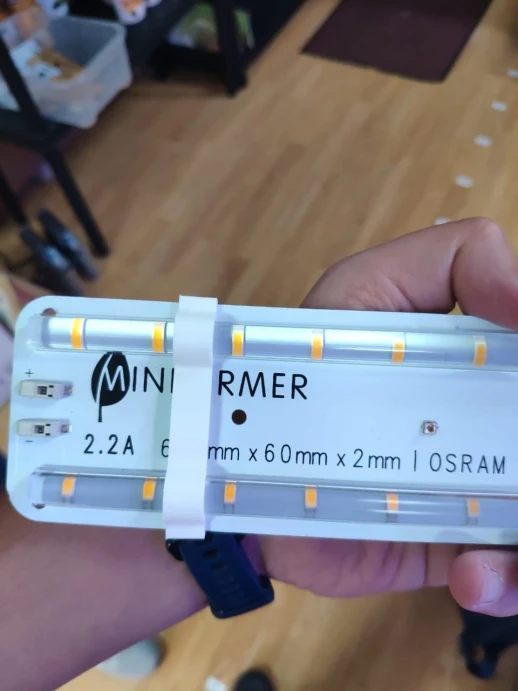 MINI RMER
+
2.2A 6 mm x 60mm x 2mm | OSRAM
-